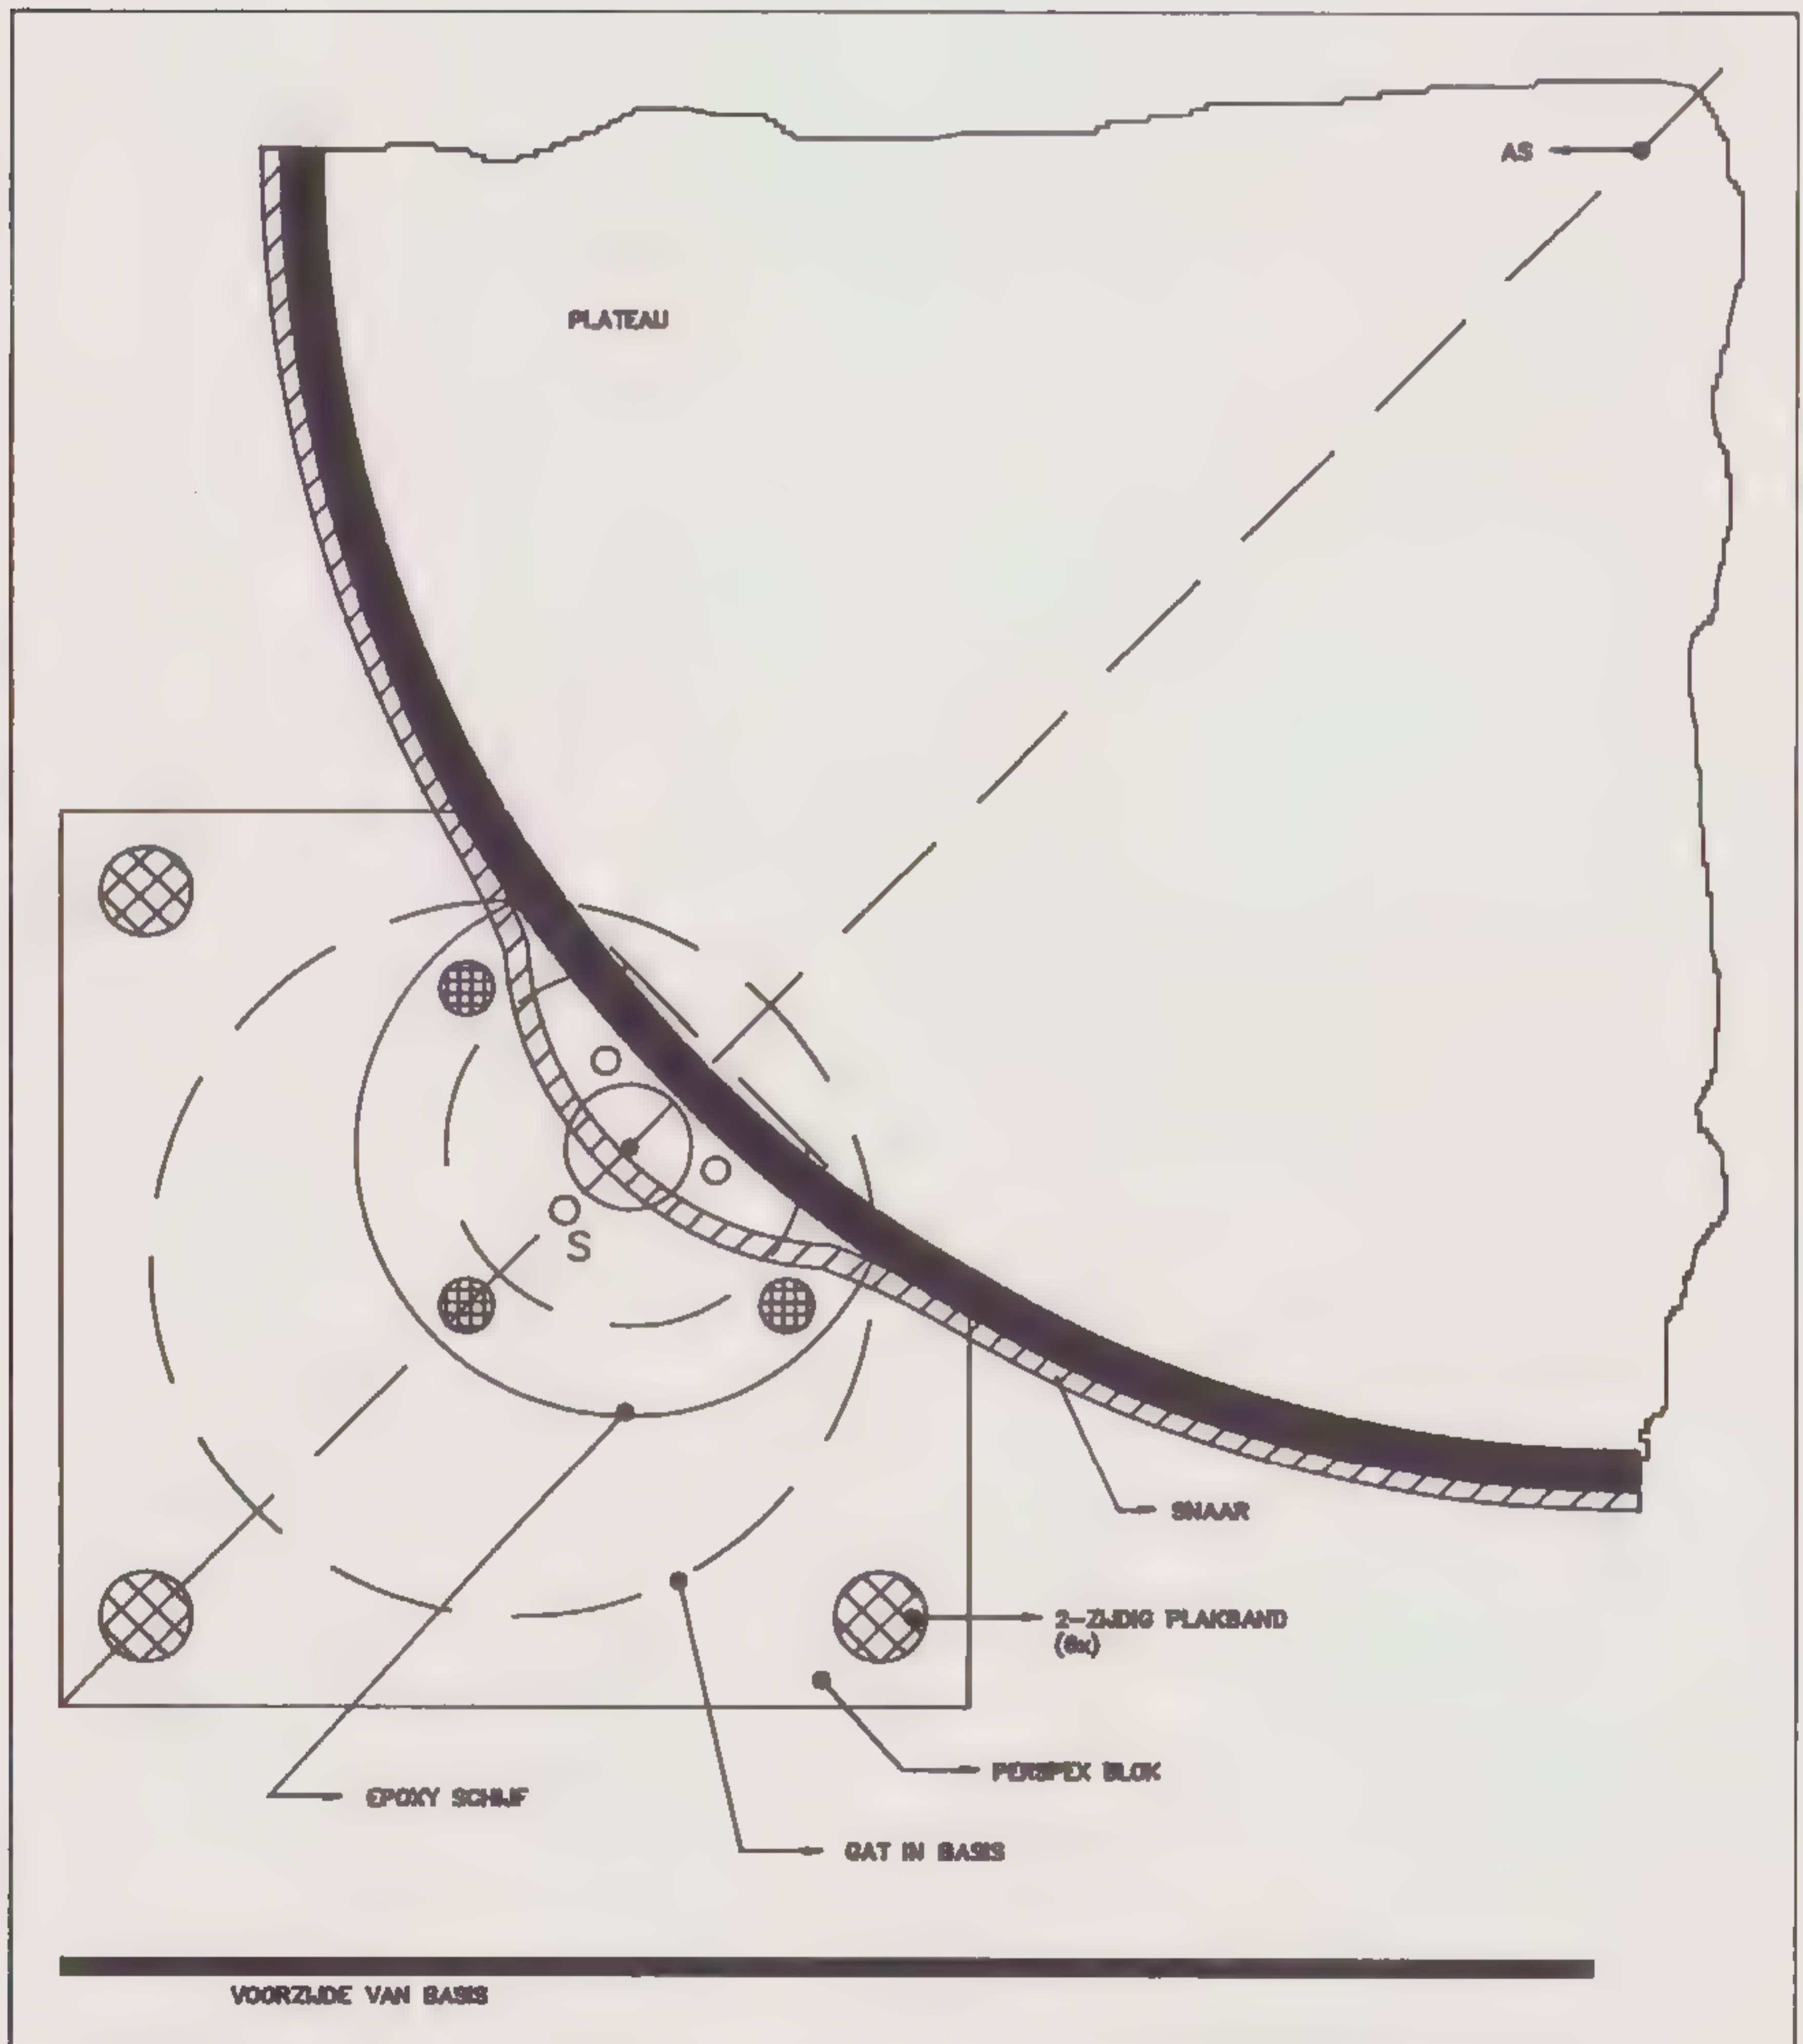 AS
PLATEAU
S
SNAAR
2-ZIJDIG PLAKBAND
(6x)
PERSPEX BLOK
EPOXY SCHIJF
GAT IN BASIS
VOORZIJDE VAN BASIS